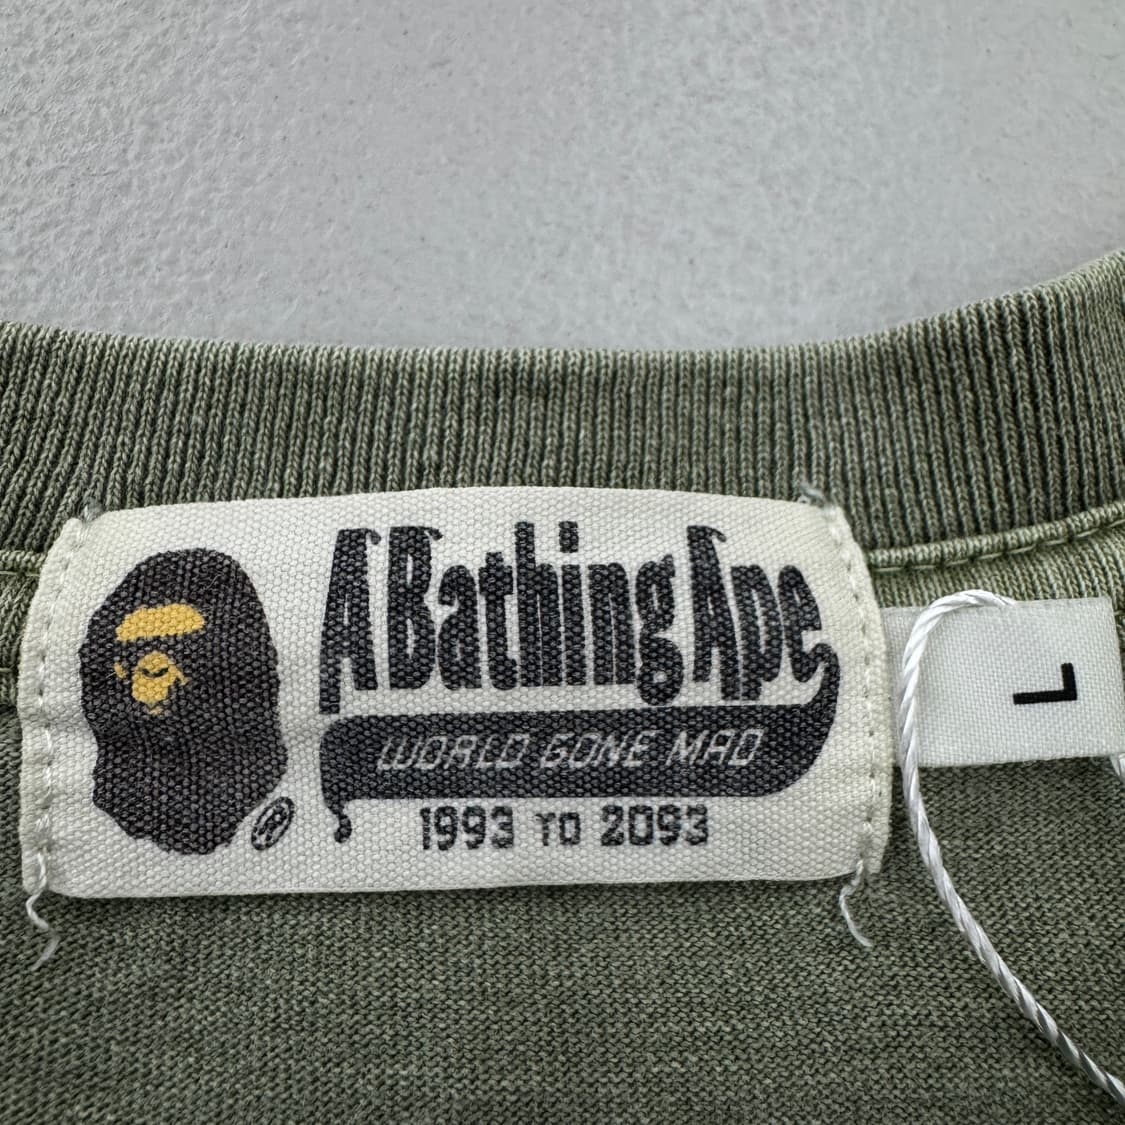 A Bathing Ape
WORLD GONE MAD
1993 TO 2093
®
L